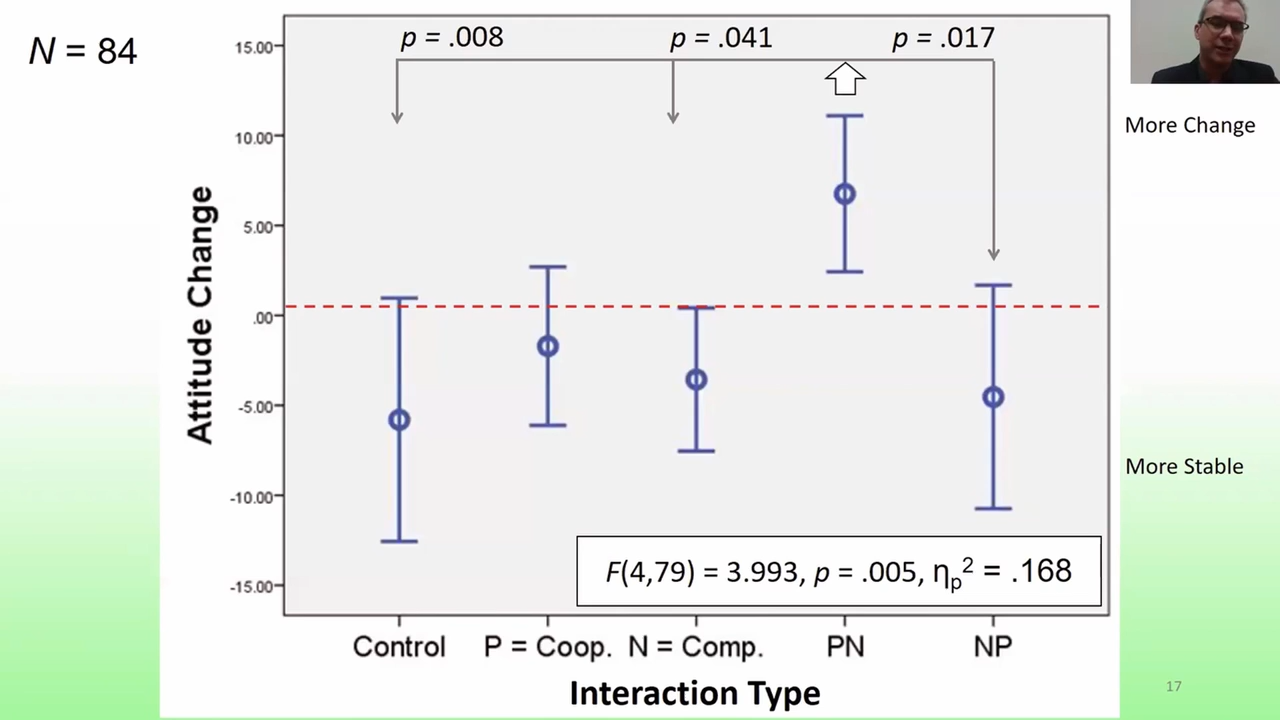 N = 84
p = .008
p = .041
p = .017
15.00
10.00
5.00
.00
-5.00
-10.00
-15.00
Attitude Change
More Change
More Stable
F(4,79) = 3.993, p = .005, ηp² = .168
Control P = Coop. N = Comp. PN NP
Interaction Type
17